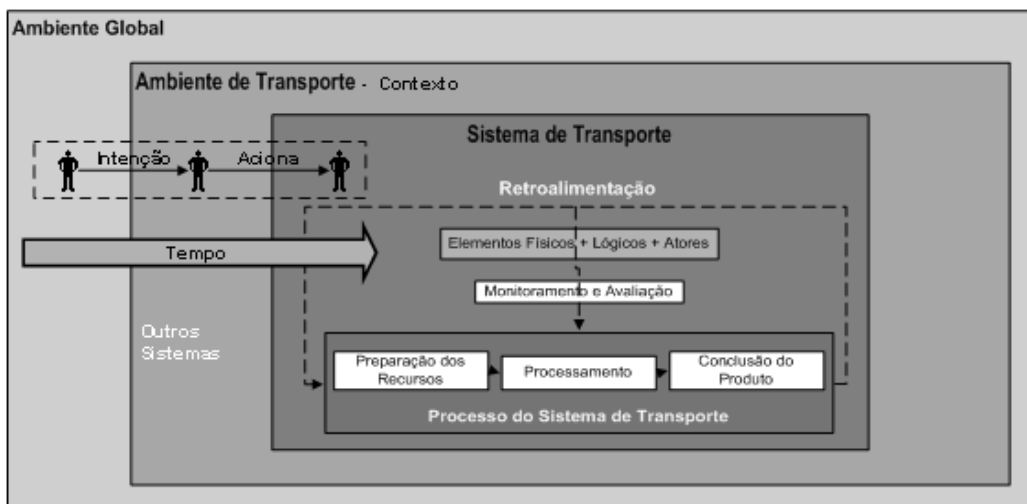 Ambiente Global
Ambiente de Transporte - Contexto
Sistema de Transporte
Intenção
Aciona
Retroalimentação
Elementos Físicos + Lógicos + Atores
Tempo
Monitoramento e Avaliação
Outros
Sistemas
Preparação dos
Recursos
Processamento
Conclusão do
Produto
Processo do Sistema de Transporte